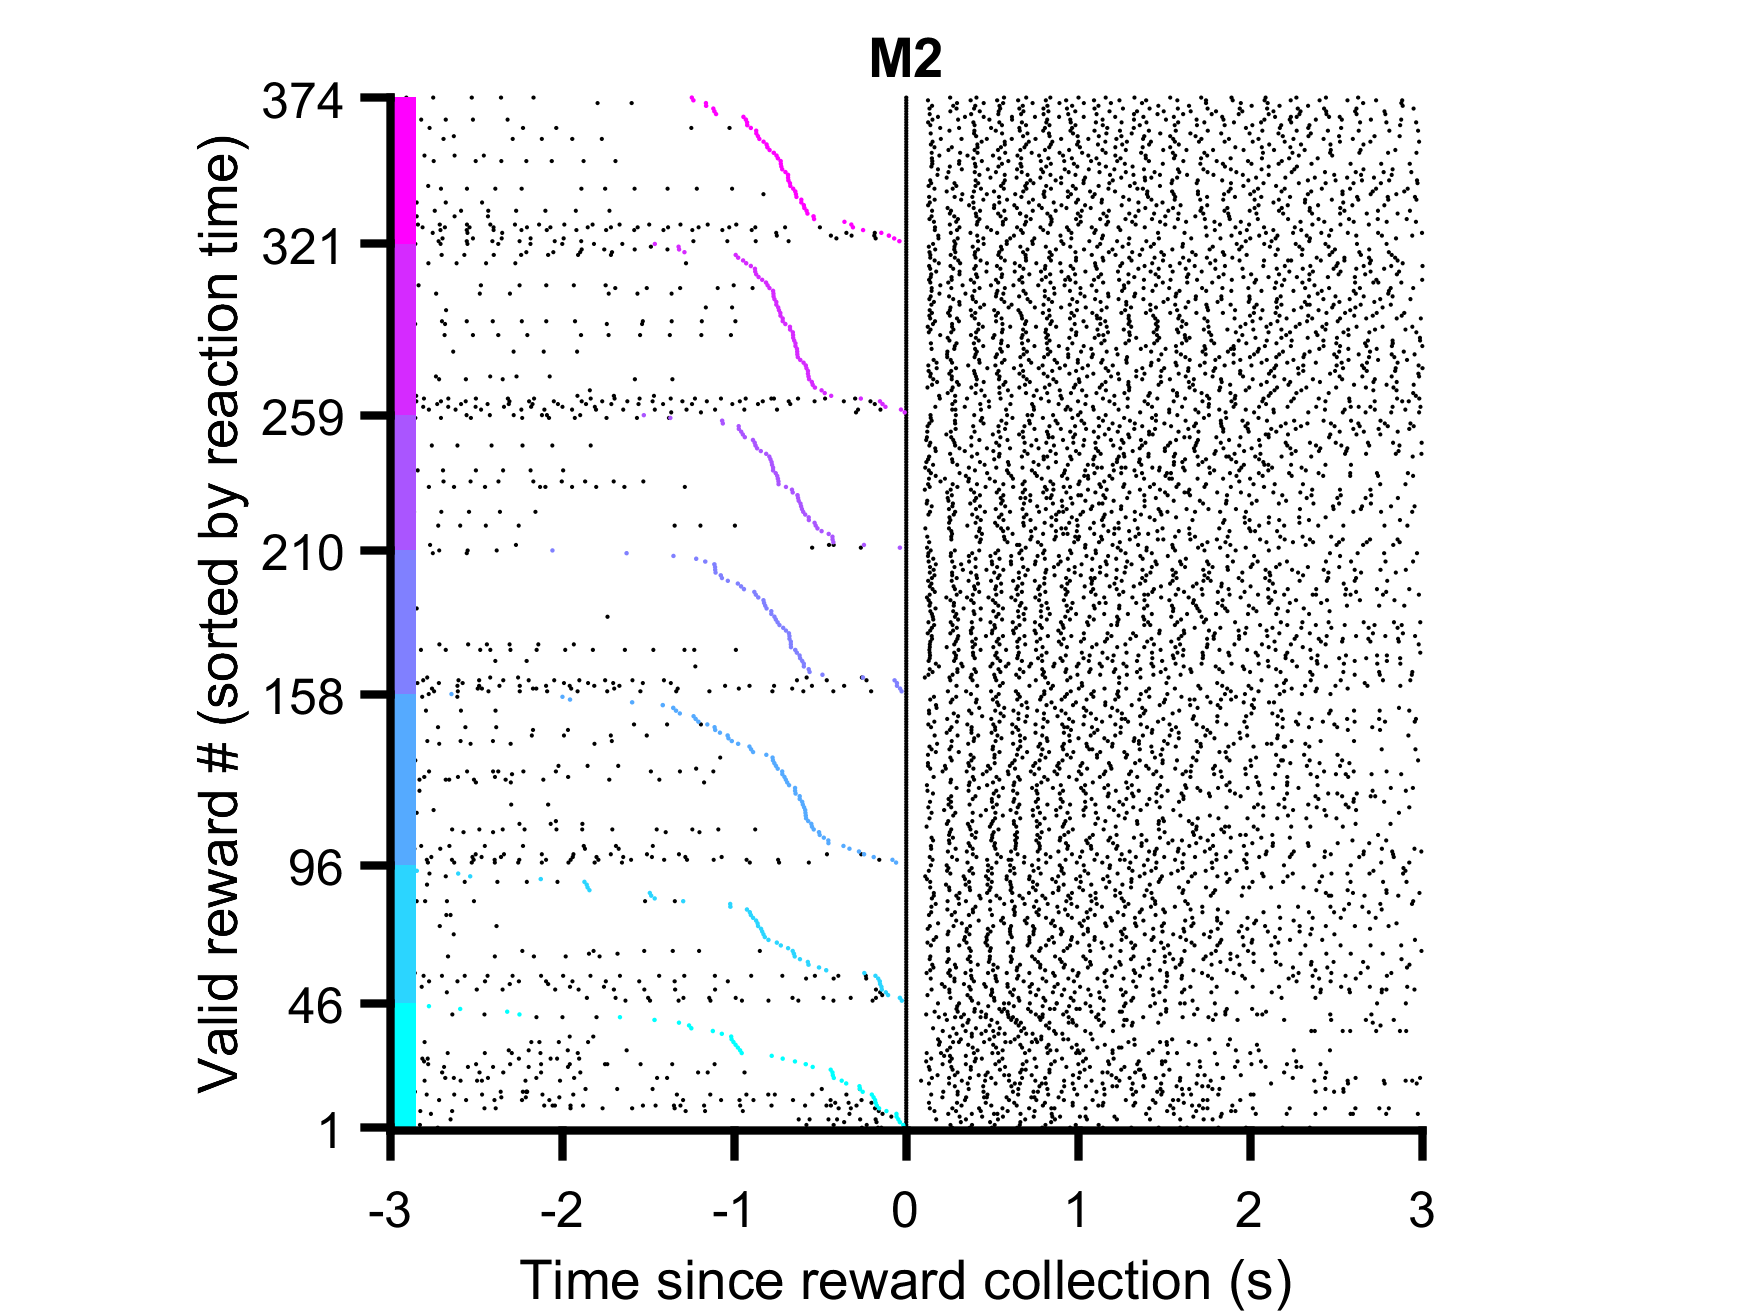 M2
Valid reward # (sorted by reaction time)
374
321
259
210
158
96
46
1
-3 -2 -1 0 1 2 3
Time since reward collection (s)